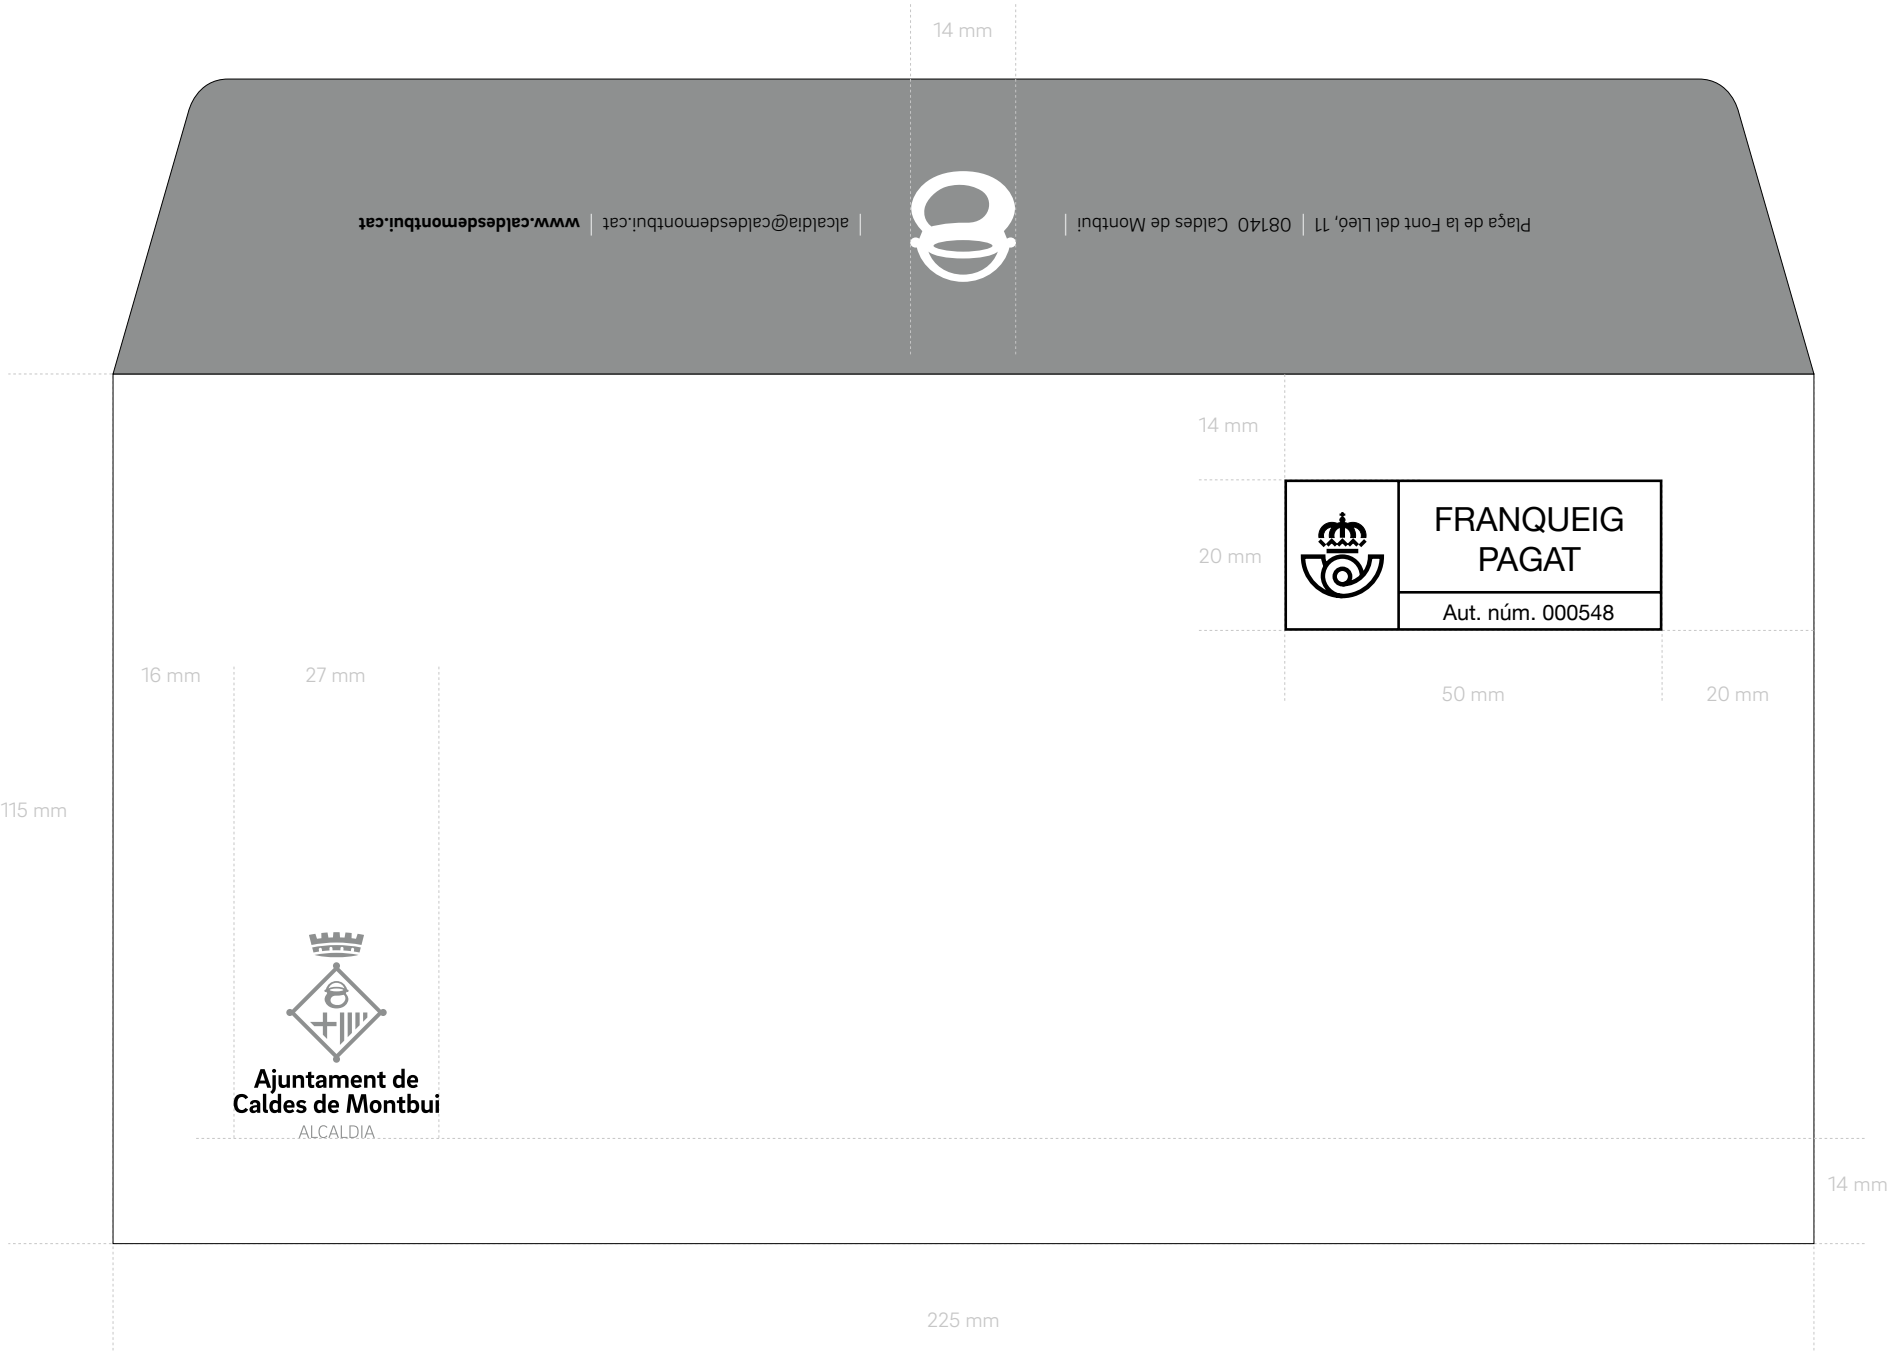 14 mm
Plaça de la Font del Lleó, 11 | 08140 Caldes de Montbui | | alcaldia@caldesdemontbui.cat | www.caldesdemontbui.cat
14 mm
FRANQUEIG
PAGAT
20 mm
Aut. núm. 000548
16 mm
27 mm
50 mm
20 mm
115 mm
Ajuntament de
Caldes de Montbui
ALCALDIA
14 mm
225 mm